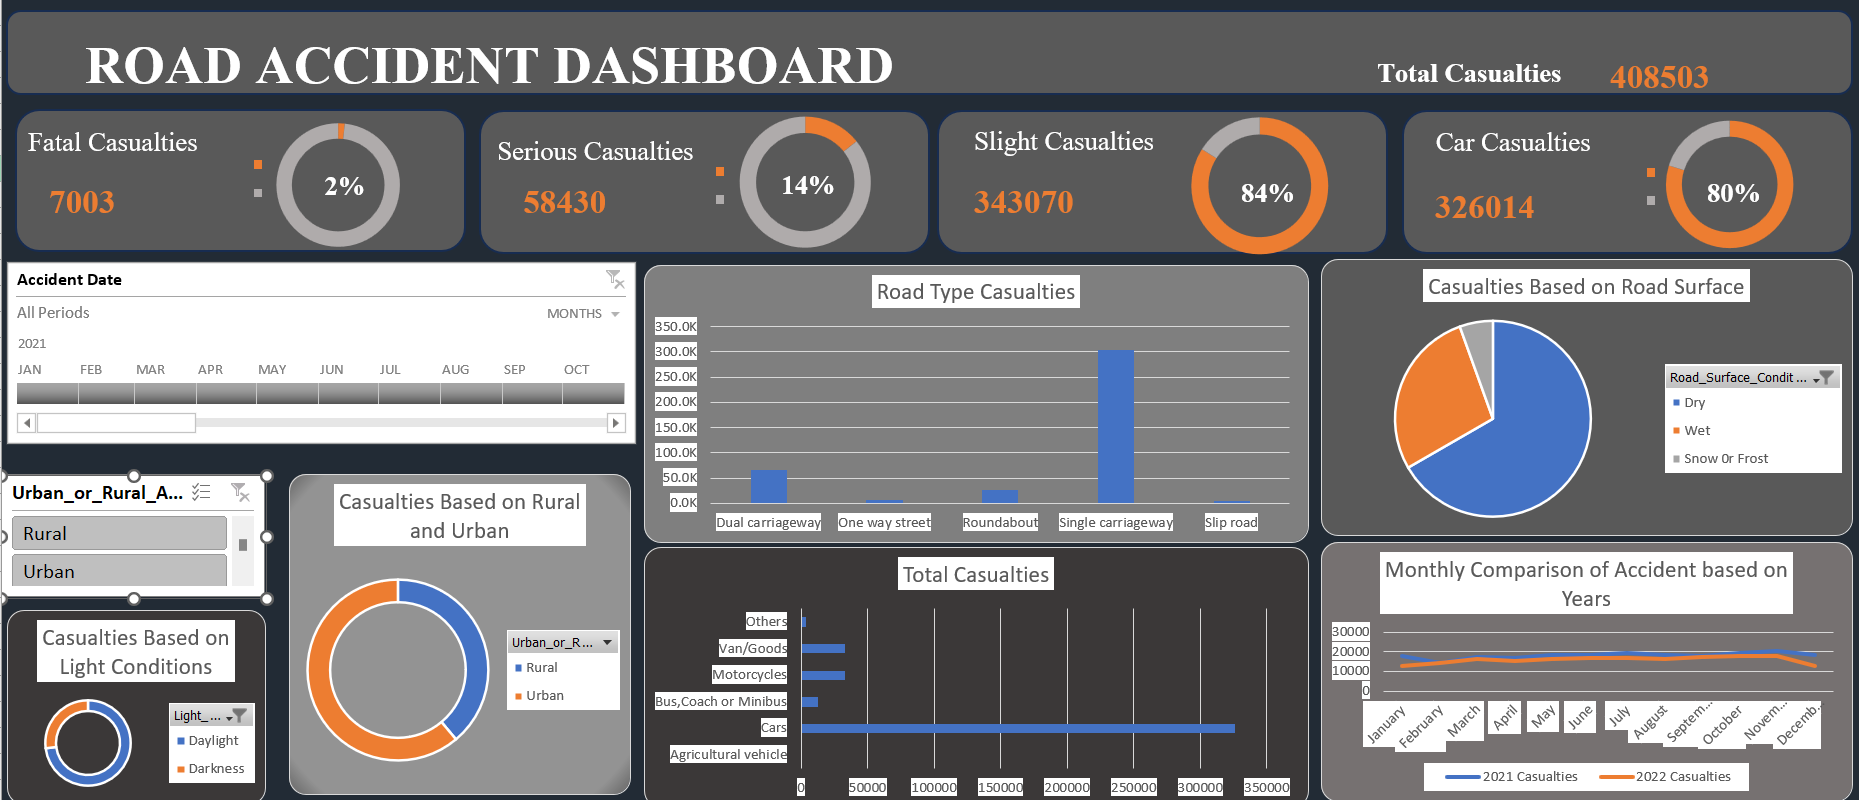 ROAD ACCIDENT DASHBOARD
Total Casualties 408503
Fatal Casualties
7003
2%
Serious Casualties
58430
14%
Slight Casualties
343070
84%
Car Casualties
326014
80%
Accident Date
All Periods
MONTHS
2021
JAN FEB MAR APR MAY JUN JUL AUG SEP OCT
Urban_or_Rural_A...
Rural
Urban
Casualties Based on Rural
and Urban
Urban_or_R...
Rural
Urban
Casualties Based on
Light Conditions
Light_ ...
Daylight
Darkness
Road Type Casualties
350.0K
300.0K
250.0K
200.0K
150.0K
100.0K
50.0K
0.0K
Dual carriageway One way street Roundabout Single carriageway Slip road
Total Casualties
Others
Van/Goods
Motorcycles
Bus,Coach or Minibus
Cars
Agricultural vehicle
0 50000 100000 150000 200000 250000 300000 350000
Casualties Based on Road Surface
Road_Surface_Condit ...
Dry
Wet
Snow 0r Frost
Monthly Comparison of Accident based on
Years
30000
20000
10000
0
January February March April May June July August Septem... October Novem... Decemb...
2021 Casualties 2022 Casualties